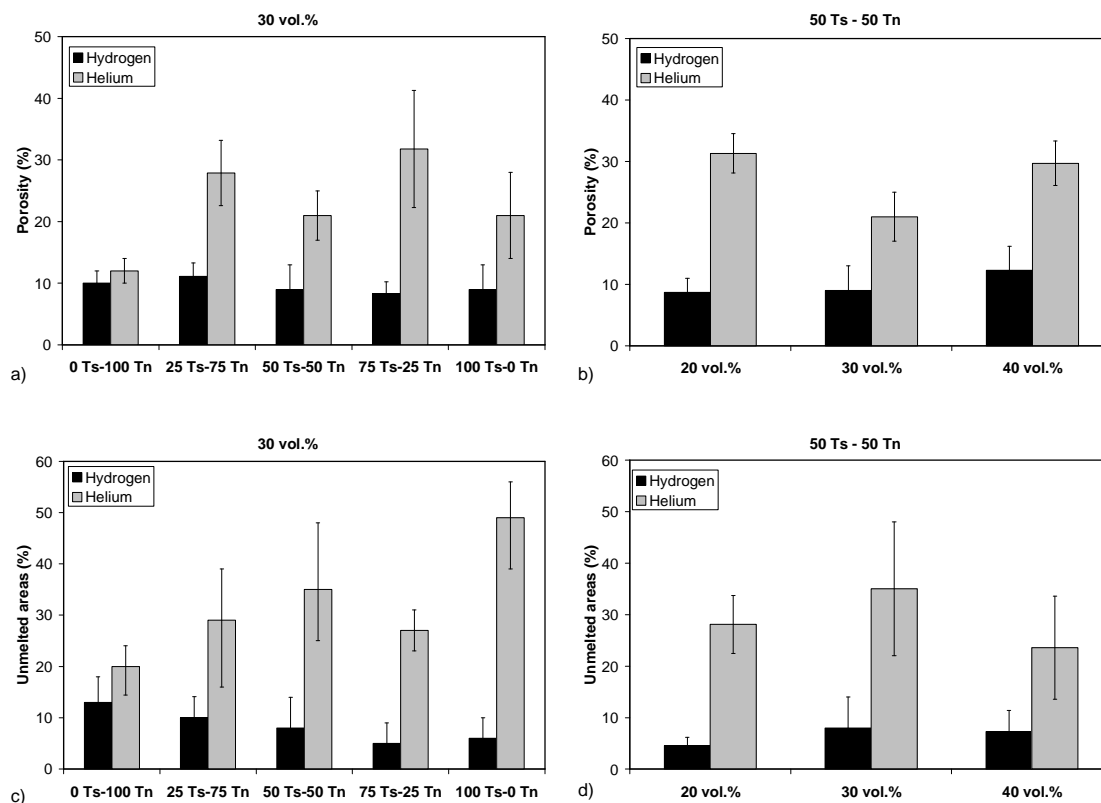 30 vol.%
50
40
30
20
10
0
Porosity (%)
Hydrogen
Helium
0 Ts-100 Tn 25 Ts-75 Tn 50 Ts-50 Tn 75 Ts-25 Tn 100 Ts-0 Tn
a)
50 Ts - 50 Tn
50
40
30
20
10
0
Porosity (%)
Hydrogen
Helium
20 vol.% 30 vol.% 40 vol.%
b)
30 vol.%
60
50
40
30
20
10
0
Unmelted areas (%)
Hydrogen
Helium
0 Ts-100 Tn 25 Ts-75 Tn 50 Ts-50 Tn 75 Ts-25 Tn 100 Ts-0 Tn
c)
50 Ts - 50 Tn
60
50
40
30
20
10
0
Unmelted areas (%)
Hydrogen
Helium
20 vol.% 30 vol.% 40 vol.%
d)